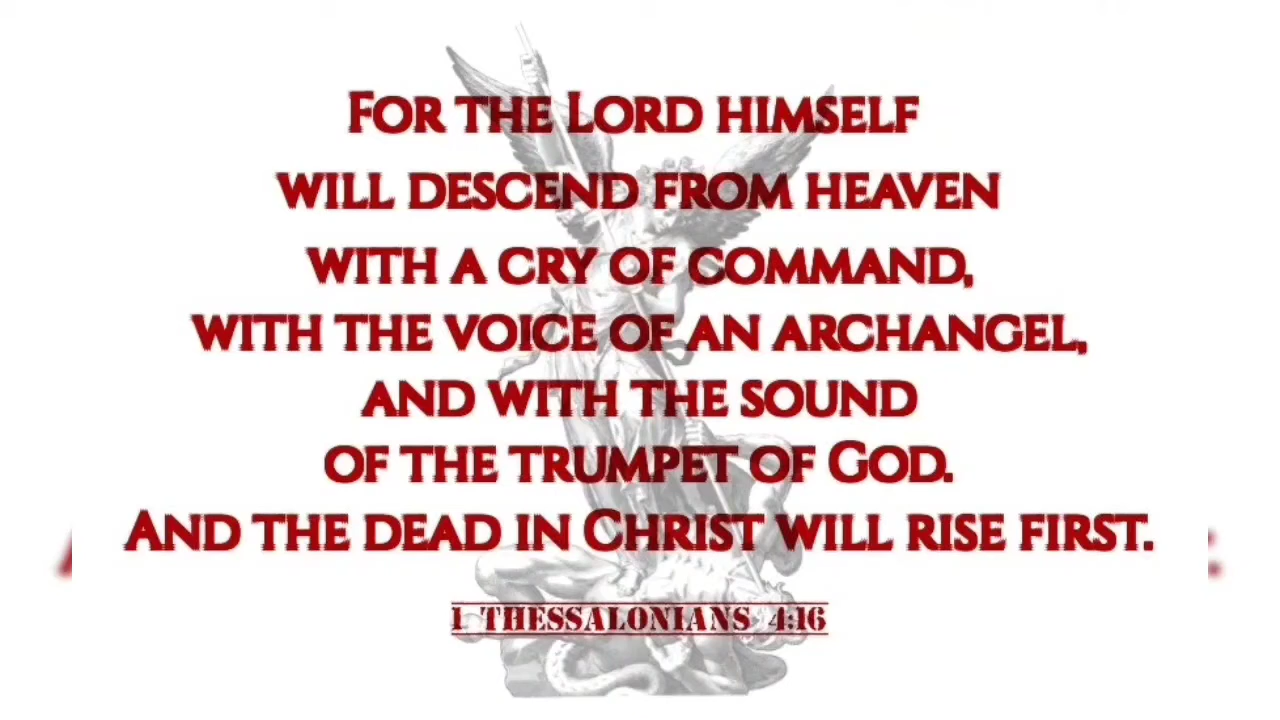 For the Lord himself
will descend from heaven
with a cry of command,
with the voice of an archangel,
and with the sound
of the trumpet of God.
And the dead in Christ will rise first.
1 Thessalonians 4:16